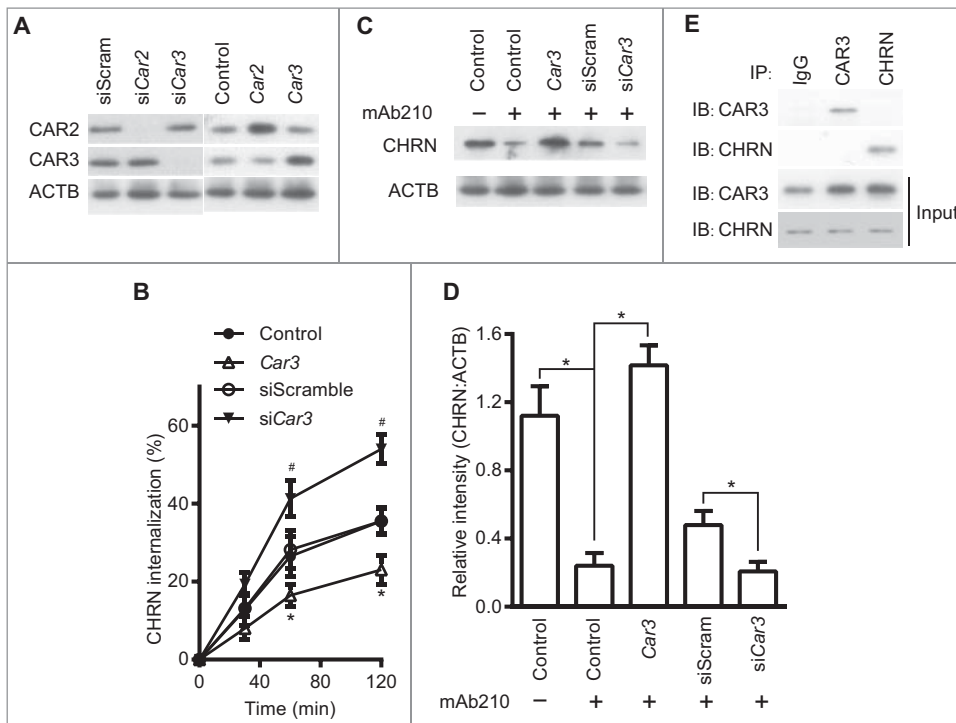 A
siScram
siCar2
siCar3
Control
Car2
Car3
CAR2
CAR3
ACTB
C
Control
Control
Car3
siScram
siCar3
mAb210
− + + + +
CHRN
ACTB
E
IP:
IgG
CAR3
CHRN
IB: CAR3
IB: CHRN
IB: CAR3
IB: CHRN
Input
B
Control
Car3
siScramble
siCar3
CHRN internalization (%)
60
40
20
0
# #
* *
0 40 80 120
Time (min)
D
Relative intensity (CHRN:ACTB)
1.6
1.2
0.8
0.4
0.0
* * *
Control
Control
Car3
siScram
siCar3
mAb210 − + + + +